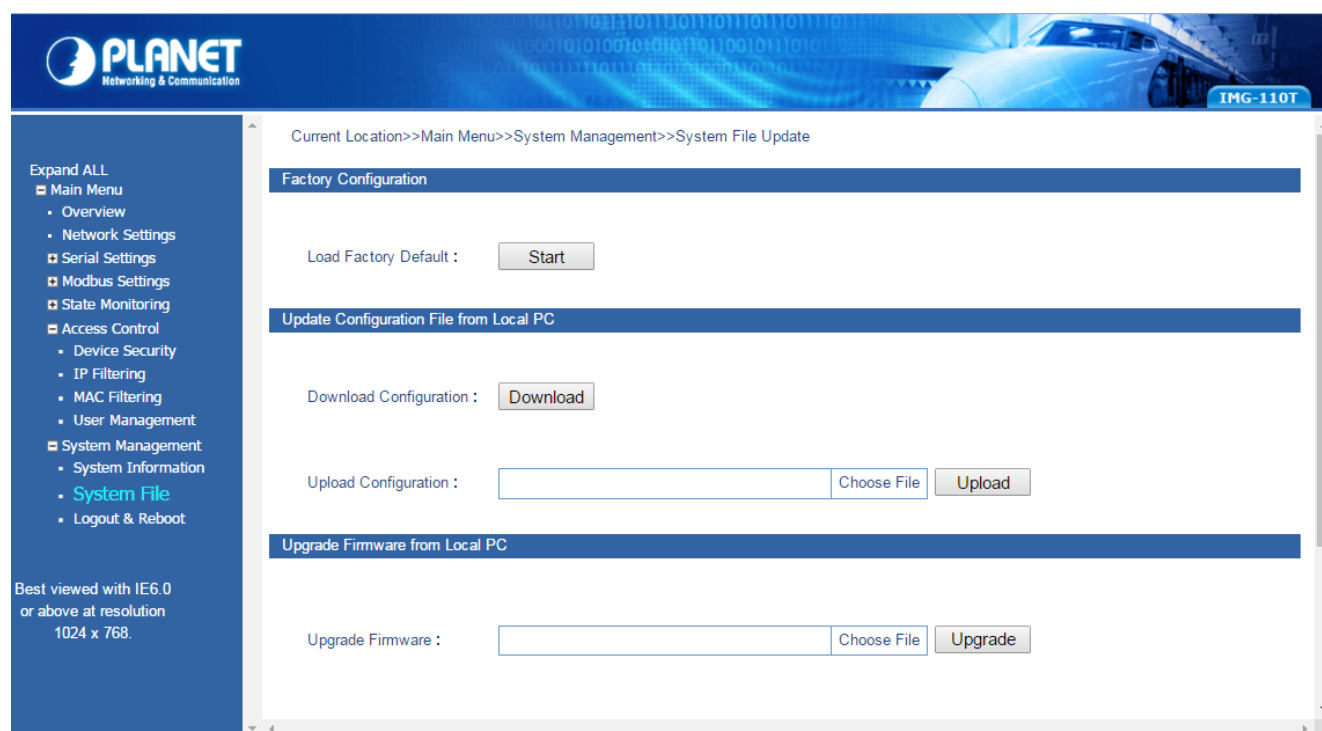 PLANET
Networking & Communication
IMG-110T
Expand ALL
Main Menu
Overview
Network Settings
Serial Settings
Modbus Settings
State Monitoring
Access Control
Device Security
IP Filtering
MAC Filtering
User Management
System Management
System Information
System File
Logout & Reboot
Best viewed with IE6.0
or above at resolution
1024 x 768.
Current Location>>Main Menu>>System Management>>System File Update
Factory Configuration
Load Factory Default : Start
Update Configuration File from Local PC
Download Configuration : Download
Upload Configuration : Choose File Upload
Upgrade Firmware from Local PC
Upgrade Firmware : Choose File Upgrade